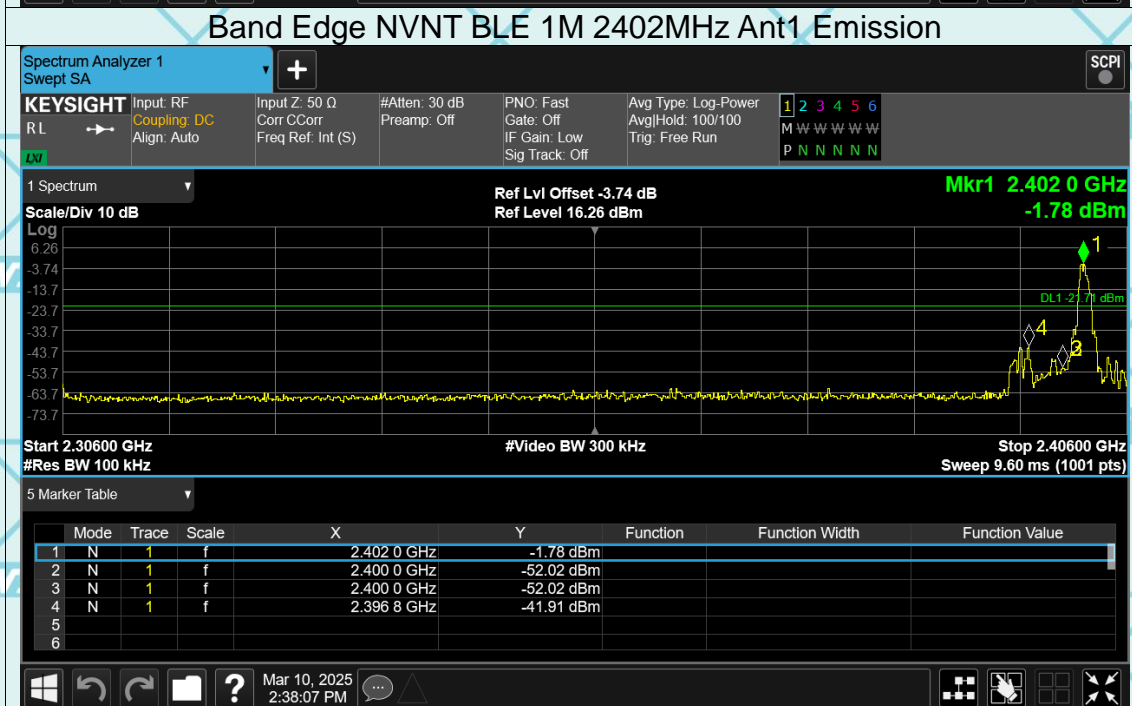 Band Edge NVNT BLE 1M 2402MHz Ant1 Emission
Spectrum Analyzer 1
Swept SA
+
SCPI
KEYSIGHT
R L
LXI
Input: RF
Coupling: DC
Align: Auto
Input Z: 50 Ω
Corr CCorr
Freq Ref: Int (S)
#Atten: 30 dB
Preamp: Off
PNO: Fast
Gate: Off
IF Gain: Low
Sig Track: Off
Avg Type: Log-Power
Avg|Hold: 100/100
Trig: Free Run
1 2 3 4 5 6
M W W W W W
P N N N N N
1 Spectrum
Scale/Div 10 dB
Ref Lvl Offset -3.74 dB
Ref Level 16.26 dBm
Mkr1 2.402 0 GHz
-1.78 dBm
Log
6.26
-3.74
-13.7
-23.7
-33.7
-43.7
-53.7
-63.7
-73.7
1
DL1 -21.71 dBm
4
3
Start 2.30600 GHz
#Video BW 300 kHz
Stop 2.40600 GHz
#Res BW 100 kHz
Sweep 9.60 ms (1001 pts)
5 Marker Table
Mode Trace Scale X Y Function Function Width Function Value
1 N 1 f 2.402 0 GHz -1.78 dBm
2 N 1 f 2.400 0 GHz -52.02 dBm
3 N 1 f 2.400 0 GHz -52.02 dBm
4 N 1 f 2.396 8 GHz -41.91 dBm
5
6
?
Mar 10, 2025
2:38:07 PM